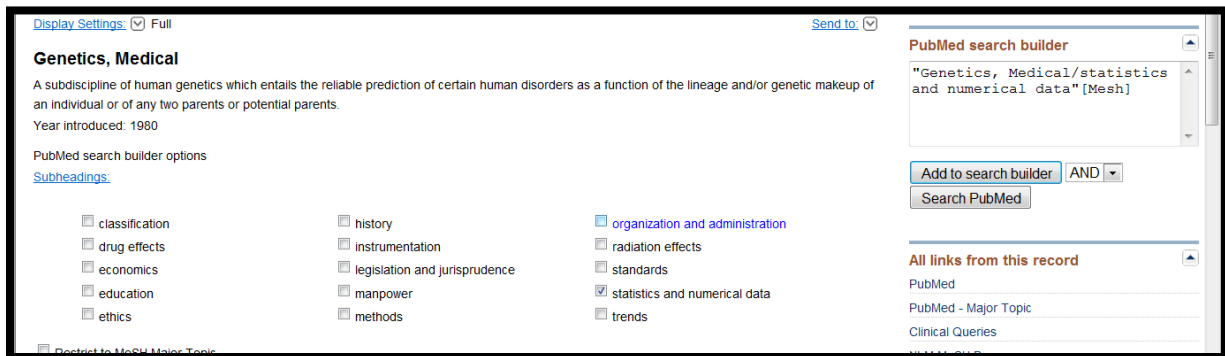 Display Settings: Full
Send to:
Genetics, Medical
A subdiscipline of human genetics which entails the reliable prediction of certain human disorders as a function of the lineage and/or genetic makeup of
an individual or of any two parents or potential parents.
Year introduced: 1980
PubMed search builder options
Subheadings:
classification
drug effects
economics
education
ethics
history
instrumentation
legislation and jurisprudence
manpower
methods
organization and administration
radiation effects
standards
statistics and numerical data
trends
Restrict to MeSH Major Topic
PubMed search builder
"Genetics, Medical/statistics
and numerical data"[Mesh]
Add to search builder AND
Search PubMed
All links from this record
PubMed
PubMed - Major Topic
Clinical Queries